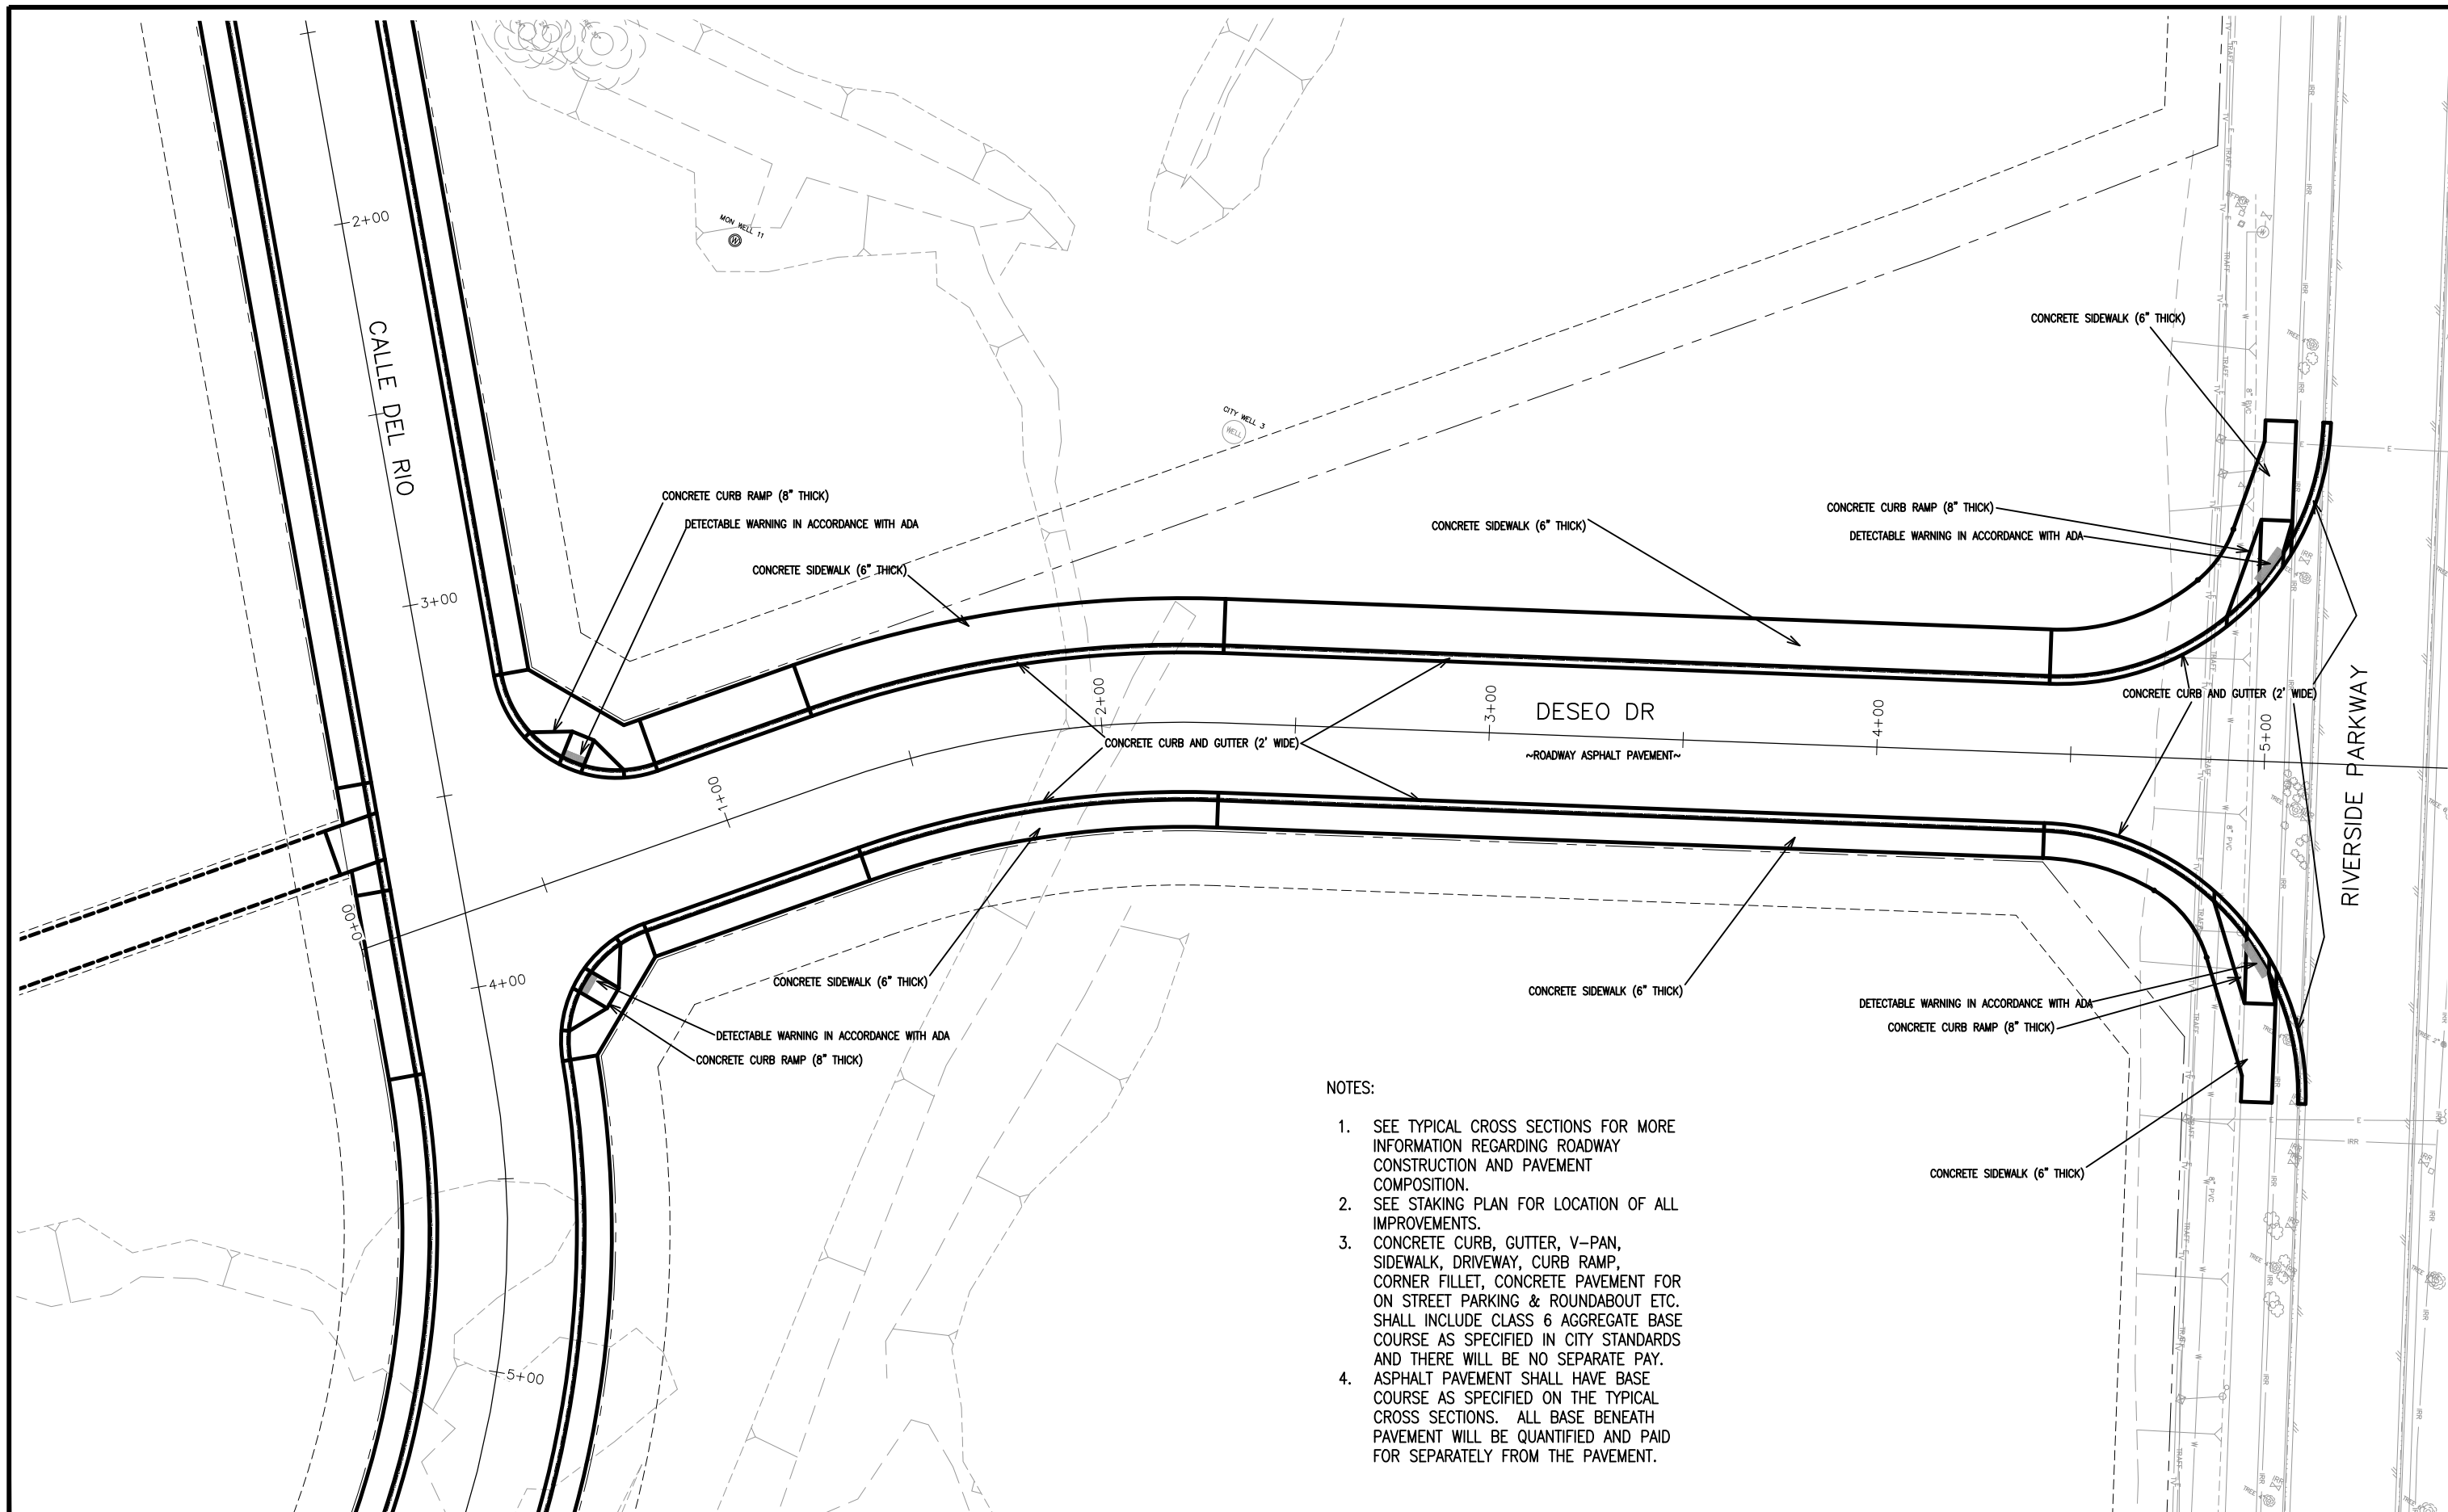 MON WELL 11
W
2+00
CALLE DEL RIO
CONCRETE SIDEWALK (6" THICK)
CITY WELL 3
WELL
CONCRETE CURB RAMP (8" THICK)
DETECTABLE WARNING IN ACCORDANCE WITH ADA
CONCRETE SIDEWALK (6" THICK)
CONCRETE SIDEWALK (6" THICK)
CONCRETE CURB RAMP (8" THICK)
DETECTABLE WARNING IN ACCORDANCE WITH ADA
3+00
2+00
3+00
4+00
5+00
DESEO DR
CONCRETE CURB AND GUTTER (2' WIDE)
CONCRETE CURB AND GUTTER (2' WIDE)
~ROADWAY ASPHALT PAVEMENT~
RIVERSIDE PARKWAY
1+00
0+00
4+00
CONCRETE SIDEWALK (6" THICK)
CONCRETE SIDEWALK (6" THICK)
DETECTABLE WARNING IN ACCORDANCE WITH ADA
CONCRETE CURB RAMP (8" THICK)
DETECTABLE WARNING IN ACCORDANCE WITH ADA
CONCRETE CURB RAMP (8" THICK)
CONCRETE SIDEWALK (6" THICK)
5+00
8" PVC
8" PVC
8" PVC
NOTES:
1. SEE TYPICAL CROSS SECTIONS FOR MORE
INFORMATION REGARDING ROADWAY
CONSTRUCTION AND PAVEMENT
COMPOSITION.
2. SEE STAKING PLAN FOR LOCATION OF ALL
IMPROVEMENTS.
3. CONCRETE CURB, GUTTER, V-PAN,
SIDEWALK, DRIVEWAY, CURB RAMP,
CORNER FILLET, CONCRETE PAVEMENT FOR
ON STREET PARKING & ROUNDABOUT ETC.
SHALL INCLUDE CLASS 6 AGGREGATE BASE
COURSE AS SPECIFIED IN CITY STANDARDS
AND THERE WILL BE NO SEPARATE PAY.
4. ASPHALT PAVEMENT SHALL HAVE BASE
COURSE AS SPECIFIED ON THE TYPICAL
CROSS SECTIONS. ALL BASE BENEATH
PAVEMENT WILL BE QUANTIFIED AND PAID
FOR SEPARATELY FROM THE PAVEMENT.